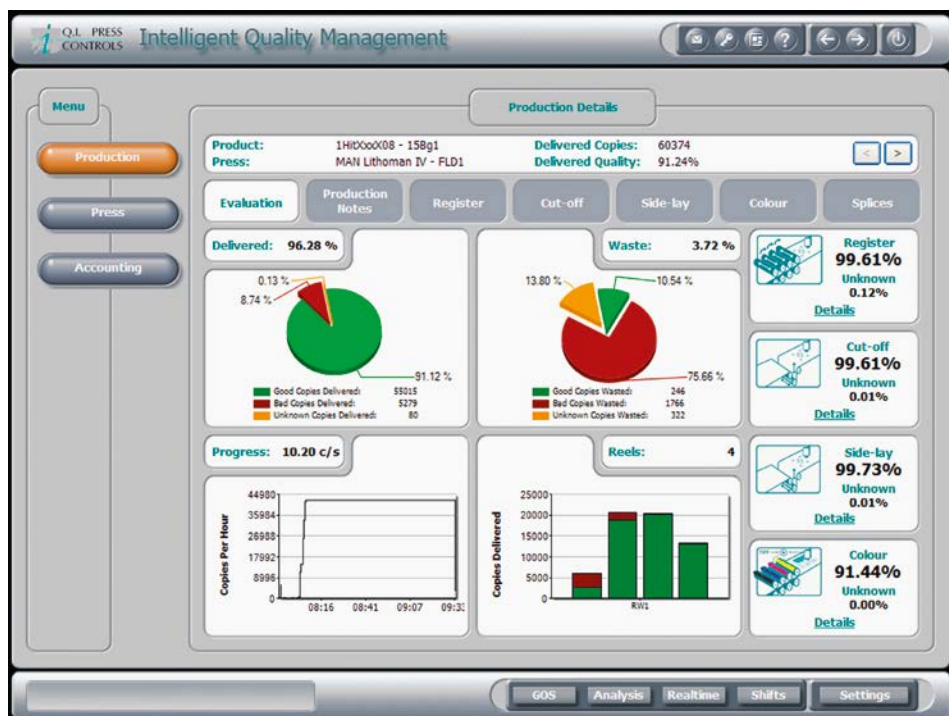 Q.I. PRESS
CONTROLS
Intelligent Quality Management
Menu
Production
Press
Accounting
Production Details
Product: 1HitXxxX08 - 158g1
Press: MAN Lithoman IV - FLD1
Delivered Copies: 60374
Delivered Quality: 91.24%
< >
Evaluation
Production
Notes
Register
Cut-off
Side-lay
Colour
Splices
Delivered: 96.28 %
0.13 %
8.74 %
91.12 %
Good Copies Delivered: 55015
Bad Copies Delivered: 5279
Unknown Copies Delivered: 80
Waste: 3.72 %
13.80 %
10.54 %
75.66 %
Good Copies Wasted: 246
Bad Copies Wasted: 1766
Unknown Copies Wasted: 322
Register
99.61%
Unknown
0.12%
Details
Cut-off
99.61%
Unknown
0.01%
Details
Progress: 10.20 c/s
Copies Per Hour
44980
35984
26988
17992
8996
0
08:16 08:41 09:07 09:33
Reels: 4
Copies Delivered
25000
20000
15000
10000
5000
0
RW1
Side-lay
99.73%
Unknown
0.01%
Details
Colour
91.44%
Unknown
0.00%
Details
GOS
Analysis
Realtime
Shifts
Settings